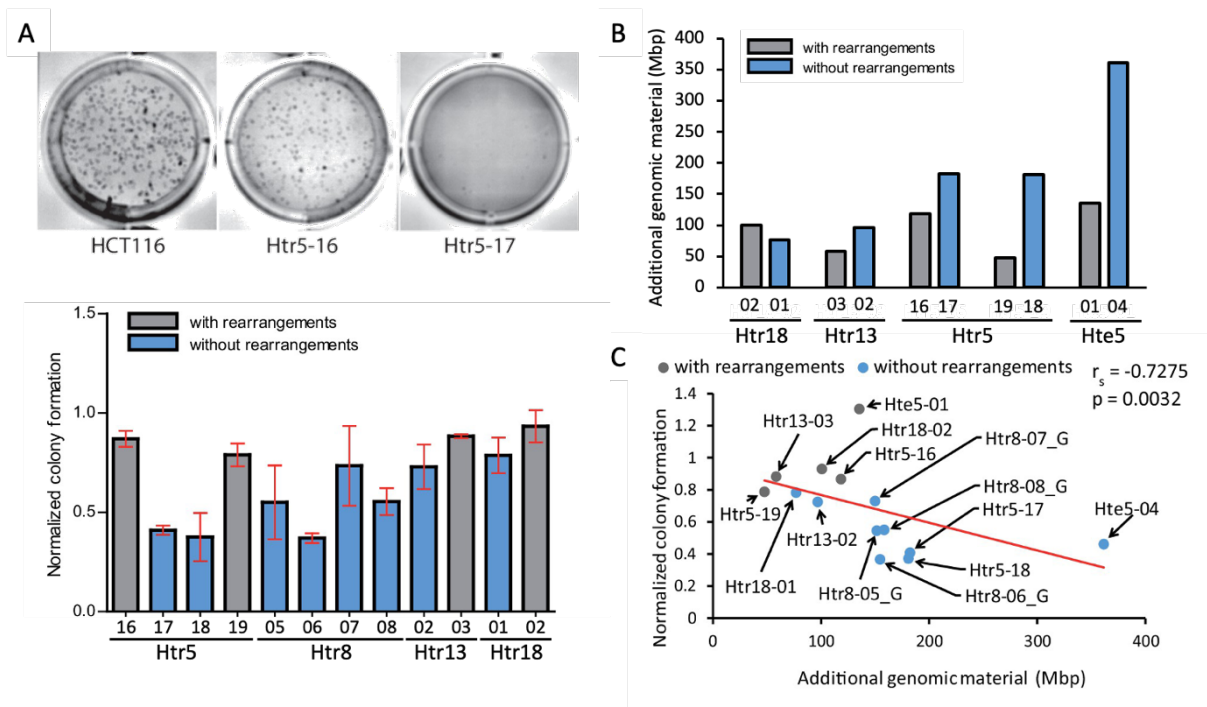 A
HCT116 Htr5-16 Htr5-17
1.5
1.0
0.5
0.0
Normalized colony formation
with rearrangements
without rearrangements
16 17 18 19 05 06 07 08 02 03 01 02
Htr5 Htr8 Htr13 Htr18
B
400
350
300
250
200
150
100
50
0
Additional genomic material (Mbp)
with rearrangements
without rearrangements
02 01 03 02 16 17 19 18 01 04
Htr18 Htr13 Htr5 Hte5
C
with rearrangements without rearrangements
rs = -0.7275
p = 0.0032
1.4
1.2
1
0.8
0.6
0.4
0.2
0
Normalized colony formation
Hte5-01
Htr13-03
Htr18-02
Htr5-16
Htr8-07_G
Htr8-08_G
Htr5-17
Hte5-04
Htr5-19
Htr13-02
Htr18-01
Htr8-05_G
Htr5-18
Htr8-06_G
0 100 200 300 400
Additional genomic material (Mbp)